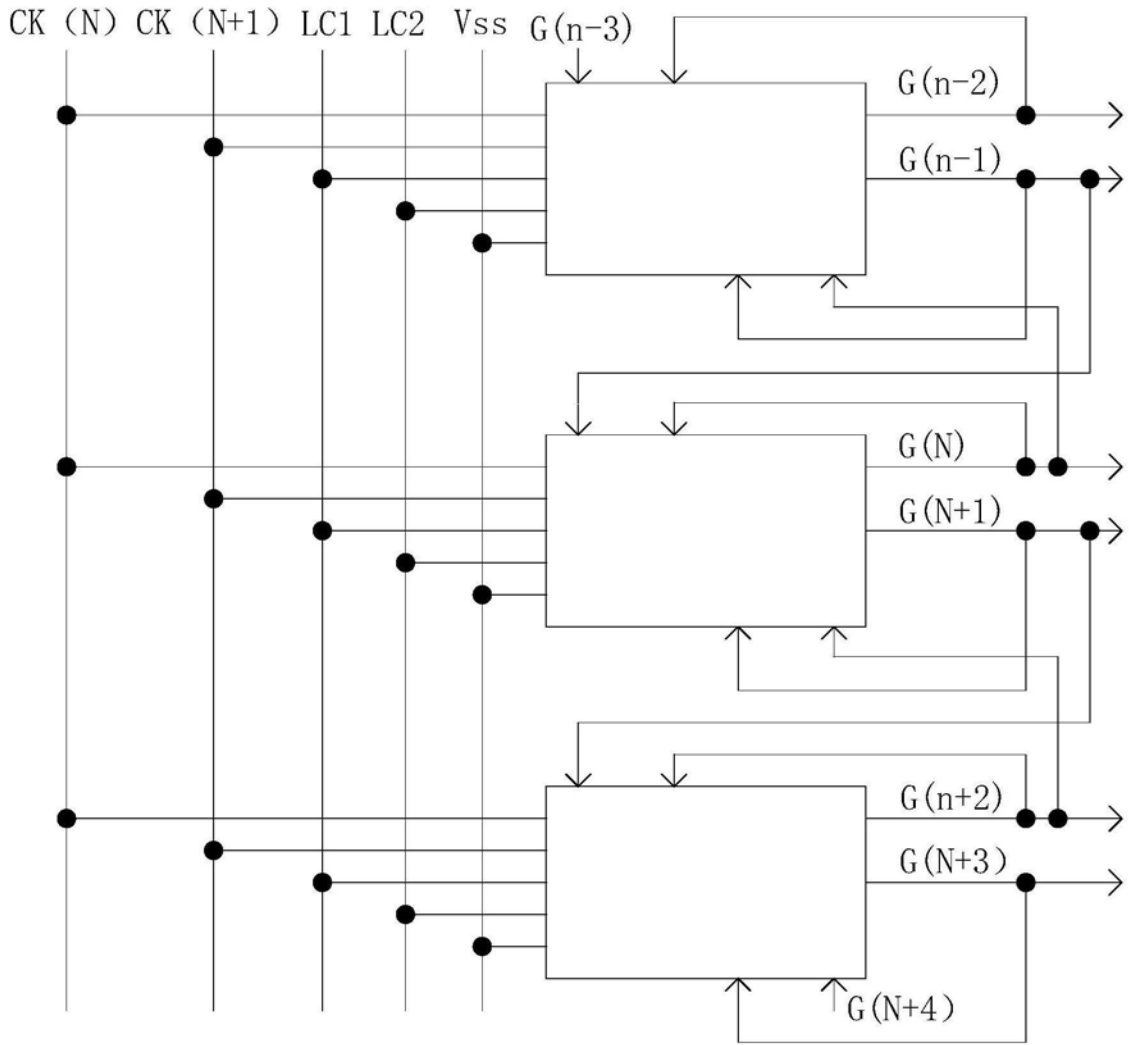 CK (N) CK (N+1) LC1 LC2 Vss G(n-3)
G(n-2)
G(n-1)
G(N)
G(N+1)
G(n+2)
G(N+3)
G(N+4)